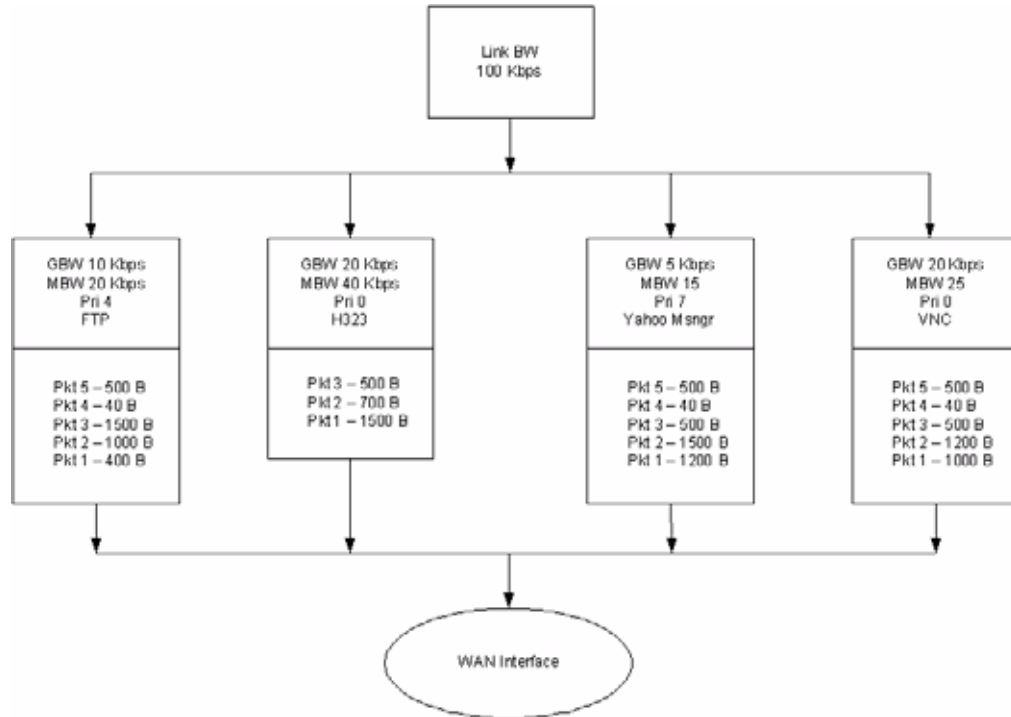 Link BW
100 Kbps
GBW 10 Kbps
MBW 20 Kbps
Pri 4
FTP
Pkt 5 – 500 B
Pkt 4 – 40 B
Pkt 3 – 1500 B
Pkt 2 – 1000 B
Pkt 1 – 400 B
GBW 20 Kbps
MBW 40 Kbps
Pri 0
H323
Pkt 3 – 500 B
Pkt 2 – 700 B
Pkt 1 – 1500 B
GBW 5 Kbps
MBW 15
Pri 7
Yahoo Msngr
Pkt 5 – 500 B
Pkt 4 – 40 B
Pkt 3 – 500 B
Pkt 2 – 1500 B
Pkt 1 – 1200 B
GBW 20 Kbps
MBW 25
Pri 0
VNC
Pkt 5 – 500 B
Pkt 4 – 40 B
Pkt 3 – 500 B
Pkt 2 – 1200 B
Pkt 1 – 1000 B
WAN Interface